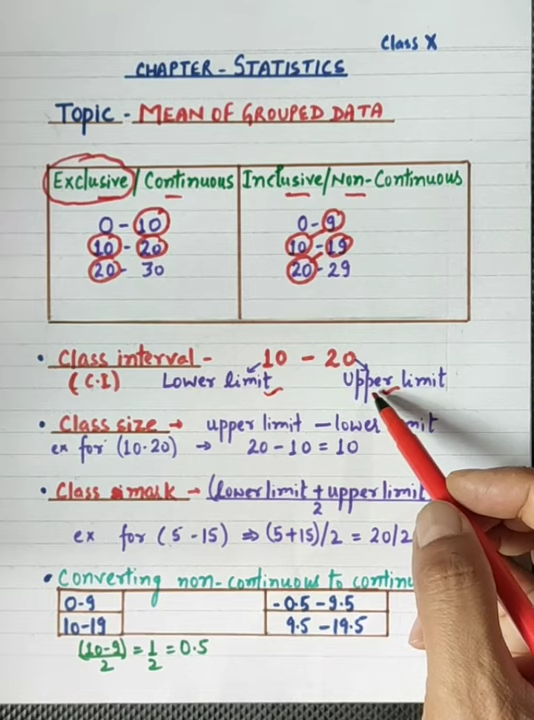 Class X
CHAPTER - STATISTICS
Topic - MEAN OF GROUPED DATA
Exclusive / Continuous Inclusive/Non-Continuous
0 - 10 0 - 9
10 - 20 10 - 19
20 - 30 20 - 29
• Class interval - 10 - 20
(C.I) Lower limit Upper limit
• Class size → upper limit - lower limit
ex for (10-20) → 20 - 10 = 10
• Class mark → (lower limit + upper limit
2
ex for (5 - 15) ⇒ (5+15)/2 = 20/2
• Converting non-continuous to
0-9 -0.5 - 9.5
10-19 9.5 - 19.5
(10-9)/2 = 1/2 = 0.5